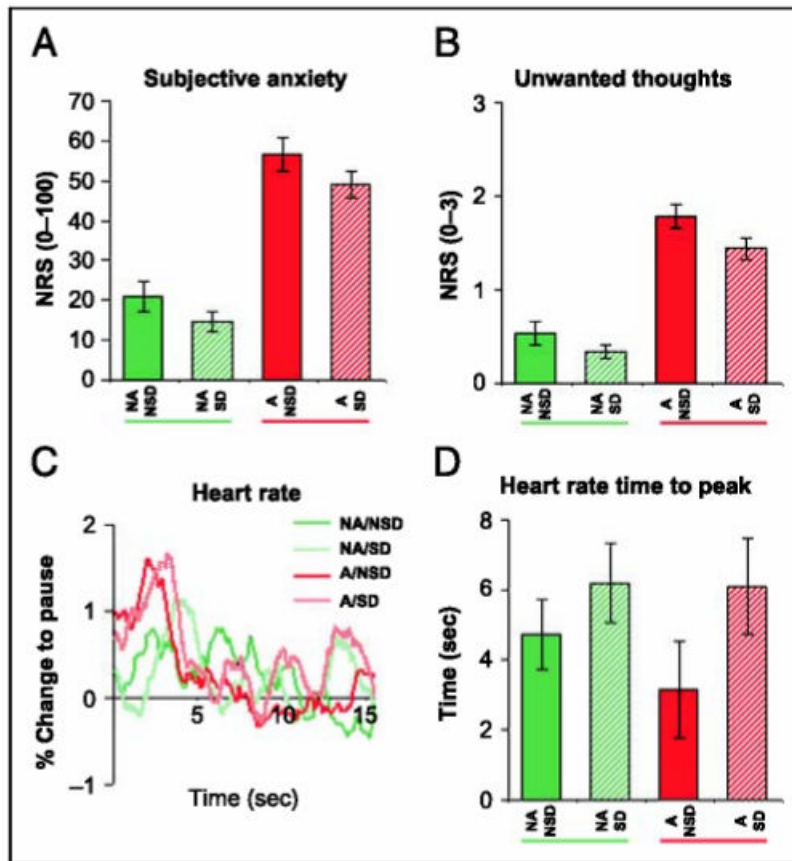 A
Subjective anxiety
NRS (0–100)
70
60
50
40
30
20
10
0
NA NSD
NA SD
A NSD
A SD
B
Unwanted thoughts
NRS (0–3)
3
2
1
0
NA NSD
NA SD
A NSD
A SD
C
Heart rate
% Change to pause
2
1
0
–1
5
10
15
Time (sec)
NA/NSD
NA/SD
A/NSD
A/SD
D
Heart rate time to peak
Time (sec)
8
6
4
2
0
NA NSD
NA SD
A NSD
A SD